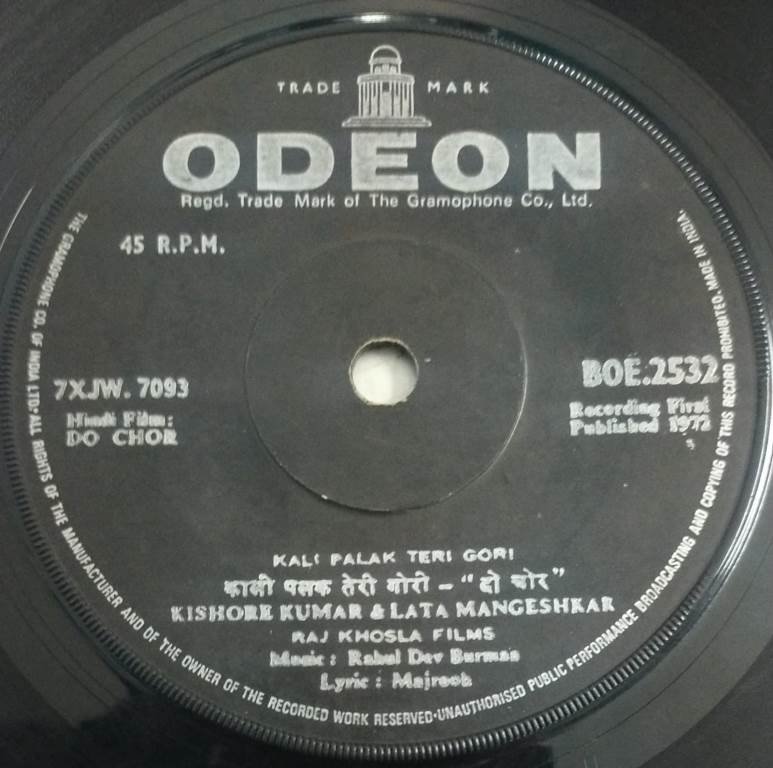 TRADE MARK
ODEON
Regd. Trade Mark of The Gramophone Co., Ltd.
45 R.P.M.
7XJW. 7093
BOE.2532
Hindi Film:
DO CHOR
Recording First
Published 1972
KALI PALAK TERI GORI
काली पलक तेरी गोरी – "दो चोर"
KISHORE KUMAR & LATA MANGESHKAR
RAJ KHOSLA FILMS
Music : Rahul Dev Burman
Lyric : Majrooh
THE GRAMOPHONE CO. OF INDIA LTD·ALL RIGHTS OF THE MANUFACTURER AND OF THE OWNER OF THE RECORDED WORK RESERVED·UNAUTHORISED PUBLIC PERFORMANCE BROADCASTING AND COPYING OF THIS RECORD PROHIBITED. MADE IN INDIA.